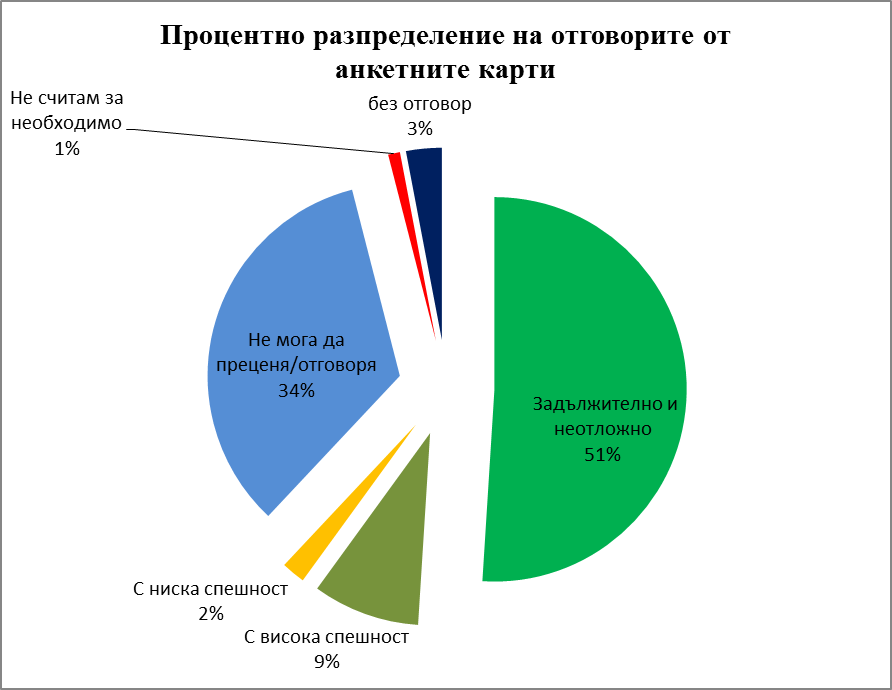 Процентно разпределение на отговорите от
анкетните карти
Не считам за
необходимо
1%
без отговор
3%
Не мога да
преценя/отговоря
34%
Задължително и
неотложно
51%
С ниска спешност
2%
С висока спешност
9%